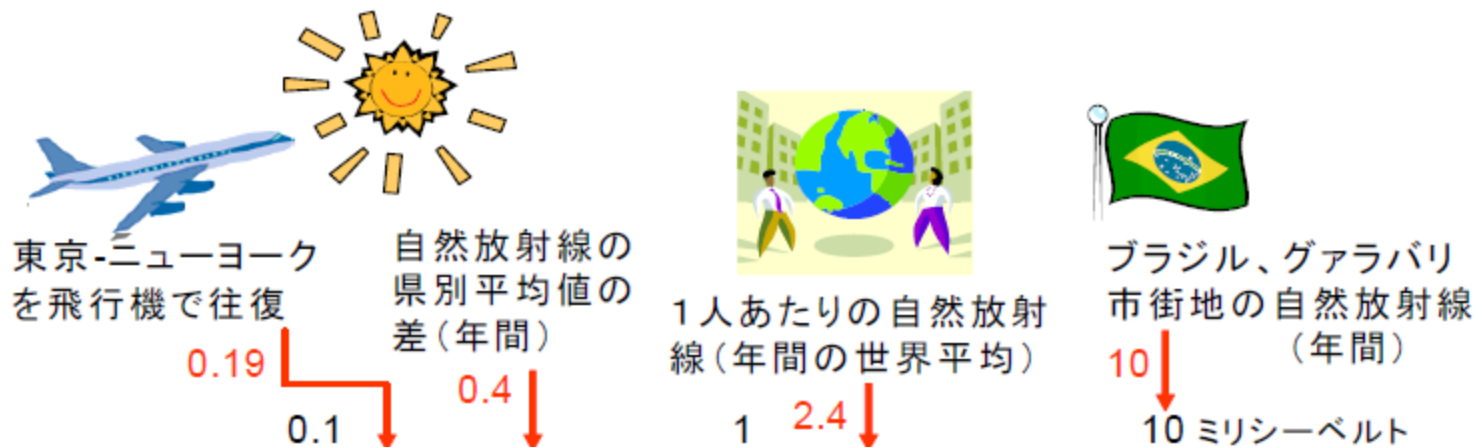 東京-ニューヨーク
を飛行機で往復
0.19
自然放射線の
県別平均値の
差(年間)
0.4
1人あたりの自然放射
線(年間の世界平均)
2.4
ブラジル、グァラバリ
市街地の自然放射線
(年間)
10
0.1
1
10 ミリシーベルト